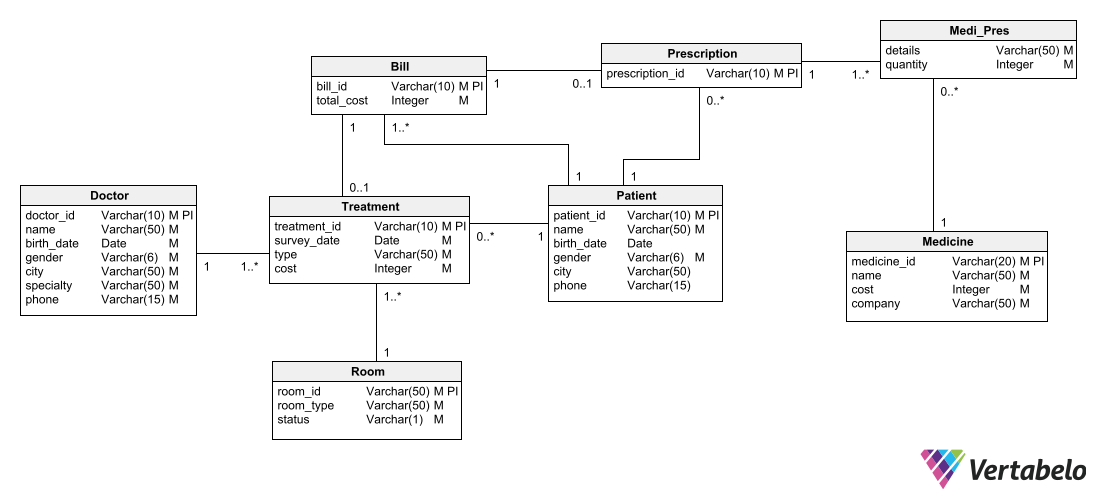 Medi_Pres
details Varchar(50) M
quantity Integer M
Prescription
prescription_id Varchar(10) M PI
Bill
bill_id Varchar(10) M PI
total_cost Integer M
1
0..1
1
1..*
0..*
0..*
1
1..*
1
1
0..1
Doctor
doctor_id Varchar(10) M PI
name Varchar(50) M
birth_date Date M
gender Varchar(6) M
city Varchar(50) M
specialty Varchar(50) M
phone Varchar(15) M
1
1..*
Treatment
treatment_id Varchar(10) M PI
survey_date Date M
type Varchar(50) M
cost Integer M
0..*
1
Patient
patient_id Varchar(10) M PI
name Varchar(50) M
birth_date Date
gender Varchar(6) M
city Varchar(50)
phone Varchar(15)
1
Medicine
medicine_id Varchar(20) M PI
name Varchar(50) M
cost Integer M
company Varchar(50) M
1..*
1
Room
room_id Varchar(50) M PI
room_type Varchar(50) M
status Varchar(1) M
Vertabelo